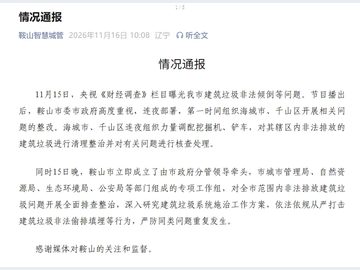 情况通报
鞍山智慧城管 2026年11月16日 10:08 辽宁 听全文
情况通报
11月15日，央视《财经调查》栏目曝光我市建筑垃圾非法倾倒等问题。节目播出
后，鞍山市委市政府高度重视，连夜部署，第一时间组织海城市、千山区开展相关问
题的整改。海城市、千山区连夜组织力量调配挖掘机、铲车，对其辖区内非法排放的
建筑垃圾进行清理整治并对有关问题进行核查处理。
同时15日晚，鞍山市立即成立了由市政府分管领导牵头，市城市管理局、自然资
源局、生态环境局、公安局等部门组成的专项工作组，对全市范围内非法排放建筑垃
圾问题开展全面排查整治，深入研究建筑垃圾系统施治工作方案，依法依规从严打击
建筑垃圾非法偷排填埋等行为，严防同类问题重复发生。
感谢媒体对鞍山的关注和监督。